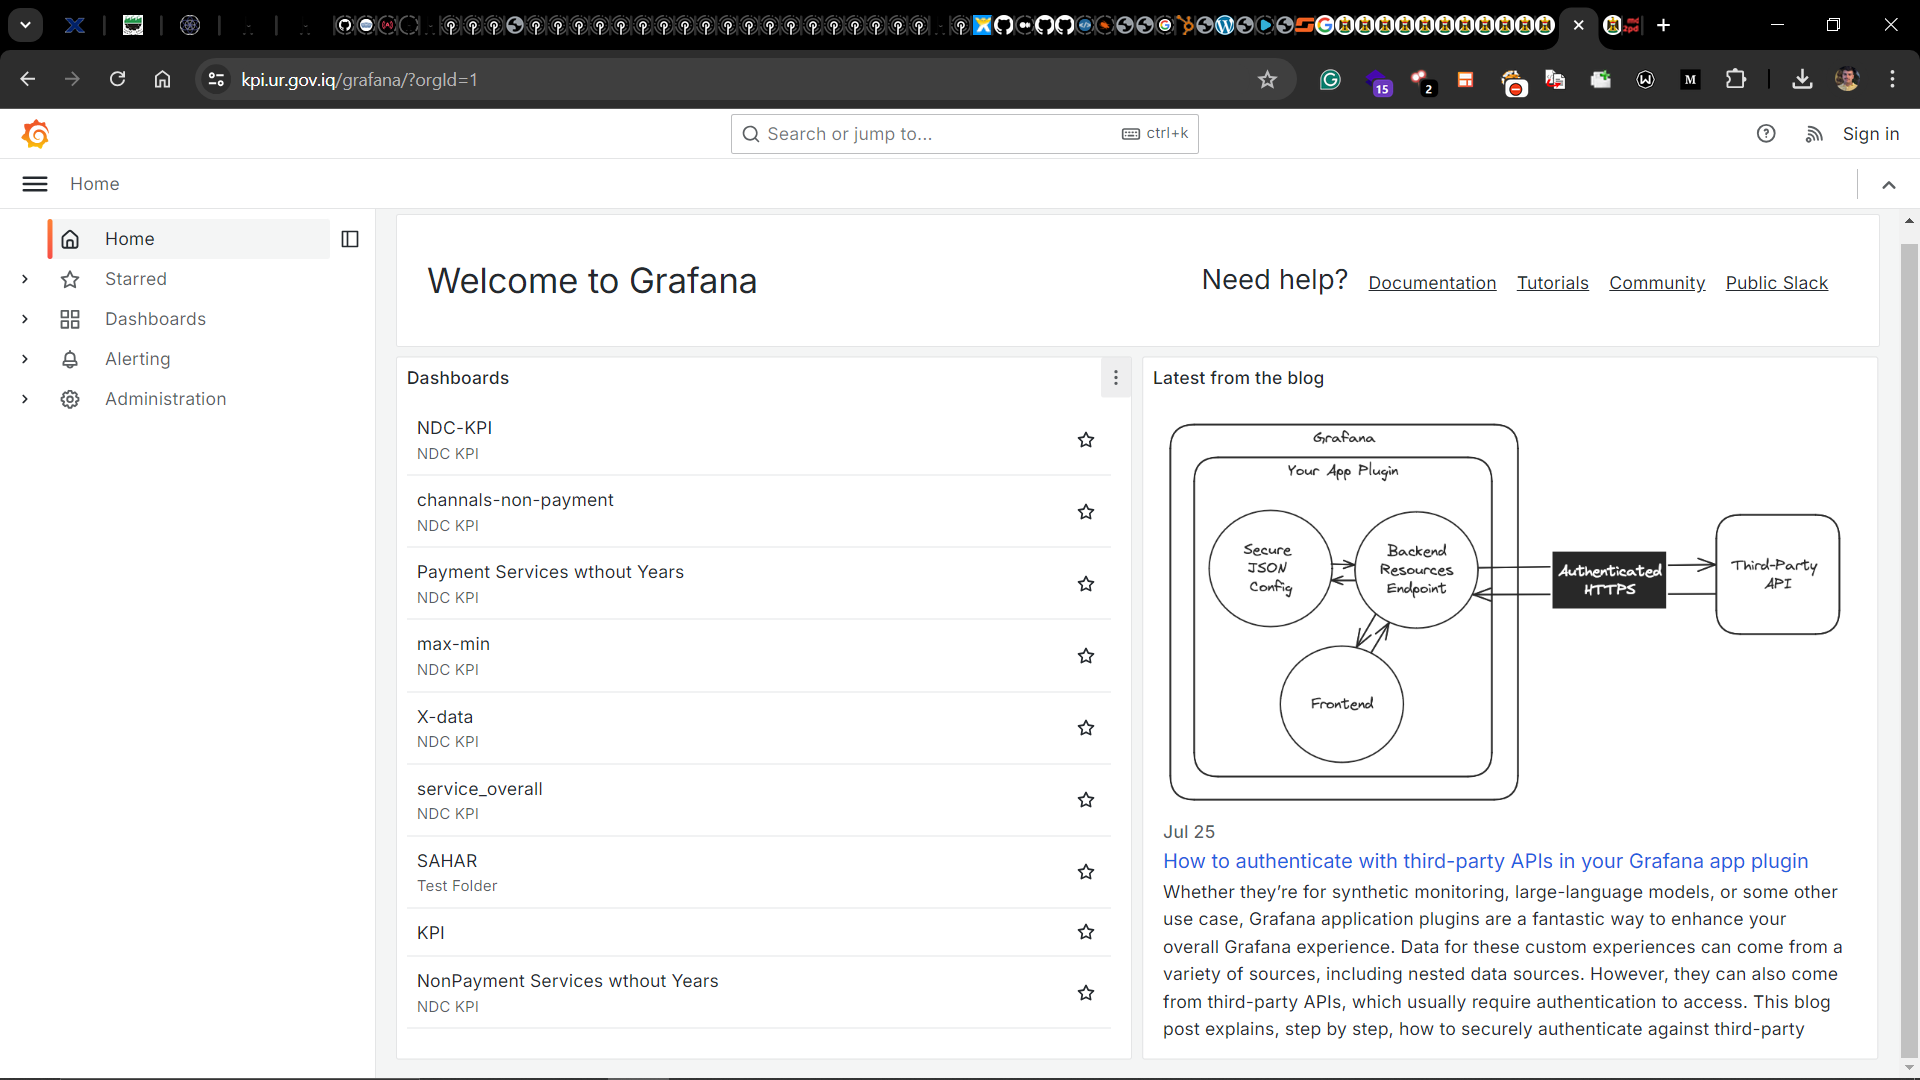 kpi.ur.gov.iq/grafana/?orgId=1
15
2
M
Search or jump to...
ctrl+k
Sign in
Home
Home
Starred
Dashboards
Alerting
Administration
Welcome to Grafana
Need help?
Documentation
Tutorials
Community
Public Slack
Dashboards
NDC-KPI
NDC KPI
channals-non-payment
NDC KPI
Payment Services wthout Years
NDC KPI
max-min
NDC KPI
X-data
NDC KPI
service_overall
NDC KPI
SAHAR
Test Folder
KPI
NonPayment Services wthout Years
NDC KPI
Latest from the blog
Grafana
Your App Plugin
Secure
JSON
Config
Backend
Resources
Endpoint
Frontend
Authenticated
HTTPS
Third-Party
API
Jul 25
How to authenticate with third-party APIs in your Grafana app plugin
Whether they’re for synthetic monitoring, large-language models, or some other
use case, Grafana application plugins are a fantastic way to enhance your
overall Grafana experience. Data for these custom experiences can come from a
variety of sources, including nested data sources. However, they can also come
from third-party APIs, which usually require authentication to access. This blog
post explains, step by step, how to securely authenticate against third-party